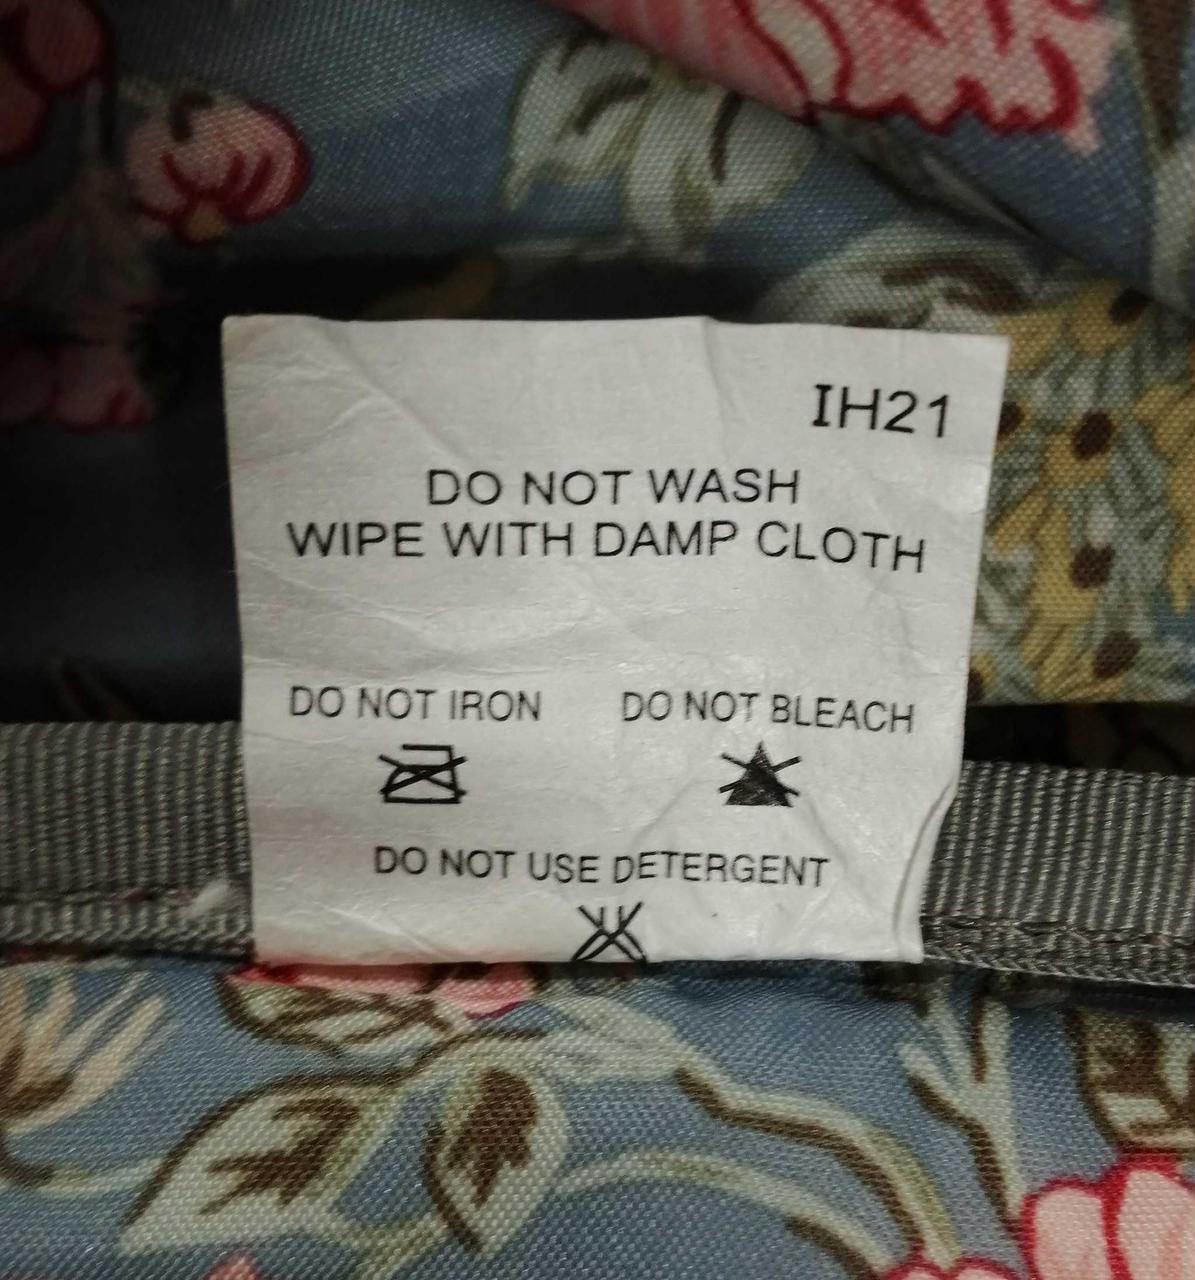 IH21
DO NOT WASH
WIPE WITH DAMP CLOTH
DO NOT IRON DO NOT BLEACH
DO NOT USE DETERGENT